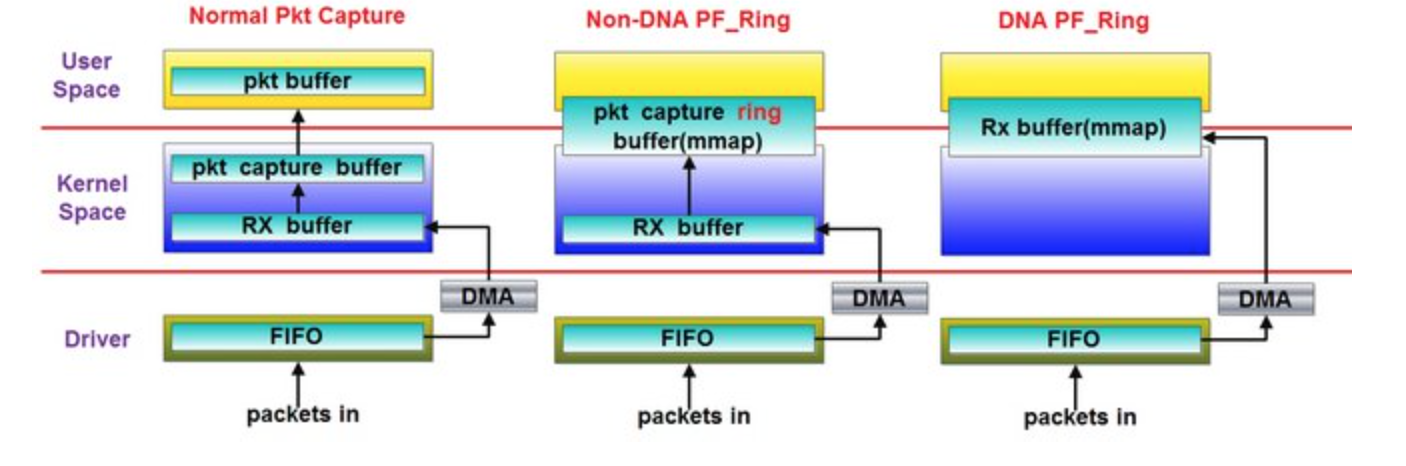 Normal Pkt Capture
Non-DNA PF_Ring
DNA PF_Ring
User
Space
pkt buffer
pkt capture ring
buffer(mmap)
Rx buffer(mmap)
Kernel
Space
pkt capture buffer
RX buffer
RX buffer
DMA
DMA
DMA
Driver
FIFO
FIFO
FIFO
packets in
packets in
packets in